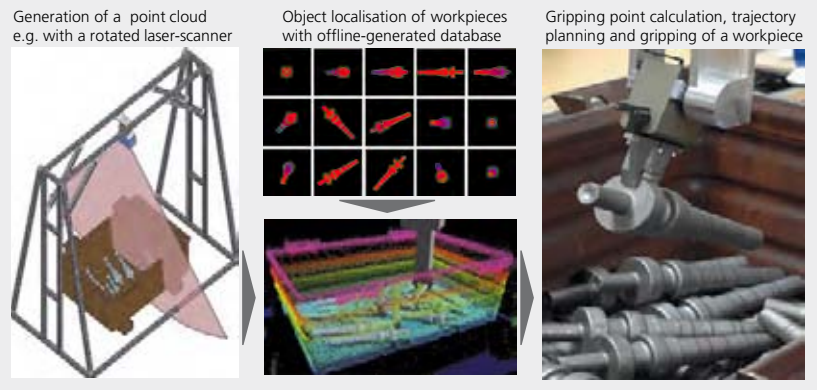 Generation of a point cloud
e.g. with a rotated laser-scanner
Object localisation of workpieces
with offline-generated database
Gripping point calculation, trajectory
planning and gripping of a workpiece